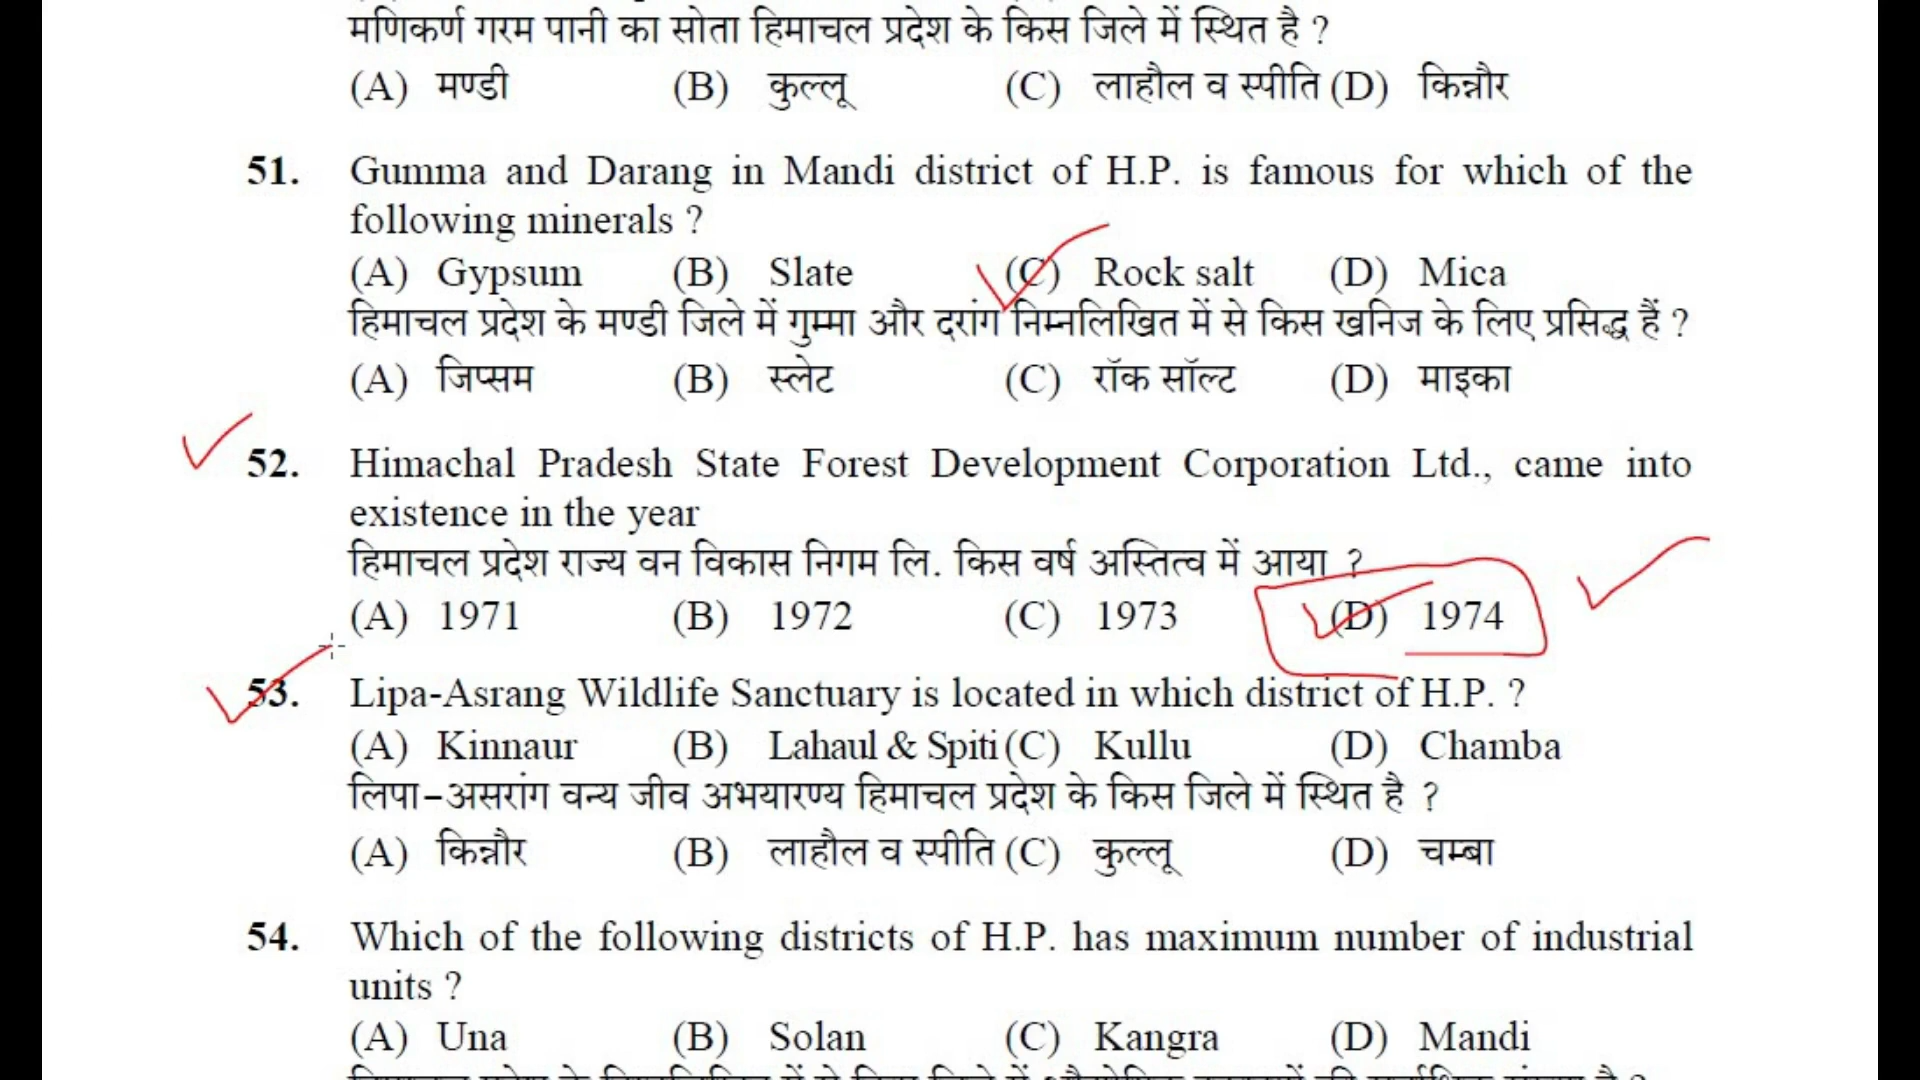 मणिकर्ण गरम पानी का सोता हिमाचल प्रदेश के किस जिले में स्थित है ?
(A) मण्डी (B) कुल्लू (C) लाहौल व स्पीति (D) किन्नौर
51. Gumma and Darang in Mandi district of H.P. is famous for which of the
following minerals ?
(A) Gypsum (B) Slate (C) Rock salt (D) Mica
हिमाचल प्रदेश के मण्डी जिले में गुम्मा और दरांग निम्नलिखित में से किस खनिज के लिए प्रसिद्ध हैं ?
(A) जिप्सम (B) स्लेट (C) रॉक सॉल्ट (D) माइका
52. Himachal Pradesh State Forest Development Corporation Ltd., came into
existence in the year
हिमाचल प्रदेश राज्य वन विकास निगम लि. किस वर्ष अस्तित्व में आया ?
(A) 1971 (B) 1972 (C) 1973 (D) 1974
53. Lipa-Asrang Wildlife Sanctuary is located in which district of H.P. ?
(A) Kinnaur (B) Lahaul & Spiti (C) Kullu (D) Chamba
लिपा-असरांग वन्य जीव अभयारण्य हिमाचल प्रदेश के किस जिले में स्थित है ?
(A) किन्नौर (B) लाहौल व स्पीति (C) कुल्लू (D) चम्बा
54. Which of the following districts of H.P. has maximum number of industrial
units ?
(A) Una (B) Solan (C) Kangra (D) Mandi